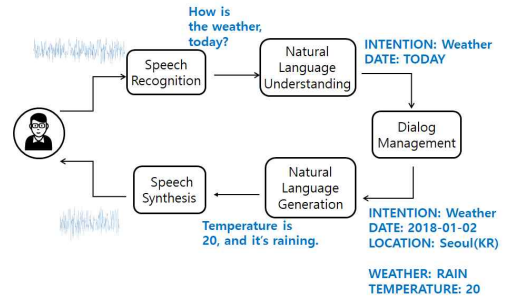 How is
the weather,
today?
Speech
Recognition
Natural
Language
Understanding
INTENTION: Weather
DATE: TODAY
Dialog
Management
Speech
Synthesis
Natural
Language
Generation
Temperature is
20, and it's raining.
INTENTION: Weather
DATE: 2018-01-02
LOCATION: Seoul(KR)
WEATHER: RAIN
TEMPERATURE: 20